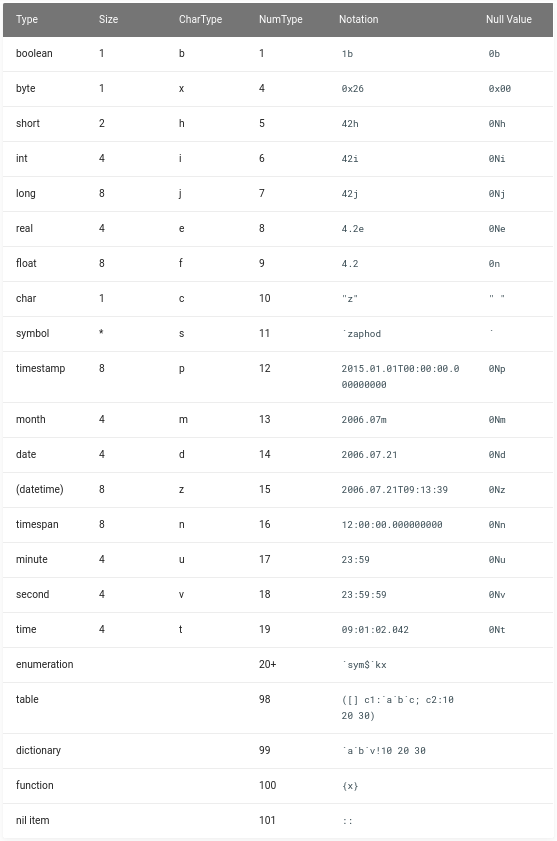 Type Size CharType NumType Notation Null Value
boolean 1 b 1 1b 0b
byte 1 x 4 0x26 0x00
short 2 h 5 42h 0Nh
int 4 i 6 42i 0Ni
long 8 j 7 42j 0Nj
real 4 e 8 4.2e 0Ne
float 8 f 9 4.2 0n
char 1 c 10 "z" " "
symbol * s 11 `zaphod `
timestamp 8 p 12 2015.01.01T00:00:00.0 0Np
00000000
month 4 m 13 2006.07m 0Nm
date 4 d 14 2006.07.21 0Nd
(datetime) 8 z 15 2006.07.21T09:13:39 0Nz
timespan 8 n 16 12:00:00.000000000 0Nn
minute 4 u 17 23:59 0Nu
second 4 v 18 23:59:59 0Nv
time 4 t 19 09:01:02.042 0Nt
enumeration 20+ `sym$`kx
table 98 ([] c1:`a`b`c; c2:10
20 30)
dictionary 99 `a`b`v!10 20 30
function 100 {x}
nil item 101 ::